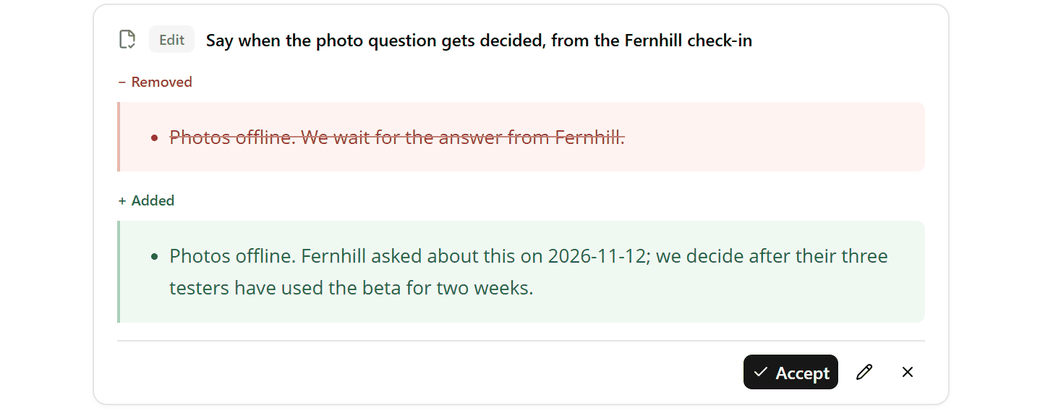 Edit Say when the photo question gets decided, from the Fernhill check-in
− Removed
• Photos offline. We wait for the answer from Fernhill.
+ Added
• Photos offline. Fernhill asked about this on 2026-11-12; we decide after their three
testers have used the beta for two weeks.
Accept